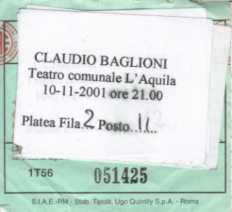 CLAUDIO BAGLIONI
Teatro comunale L'Aquila
10-11-2001 ore 21.00
Platea Fila 2 Posto 11
1T56
051425
S.I.A.E. - RM - Stab. Tipolit. Ugo Quintily S.p.A. - Roma